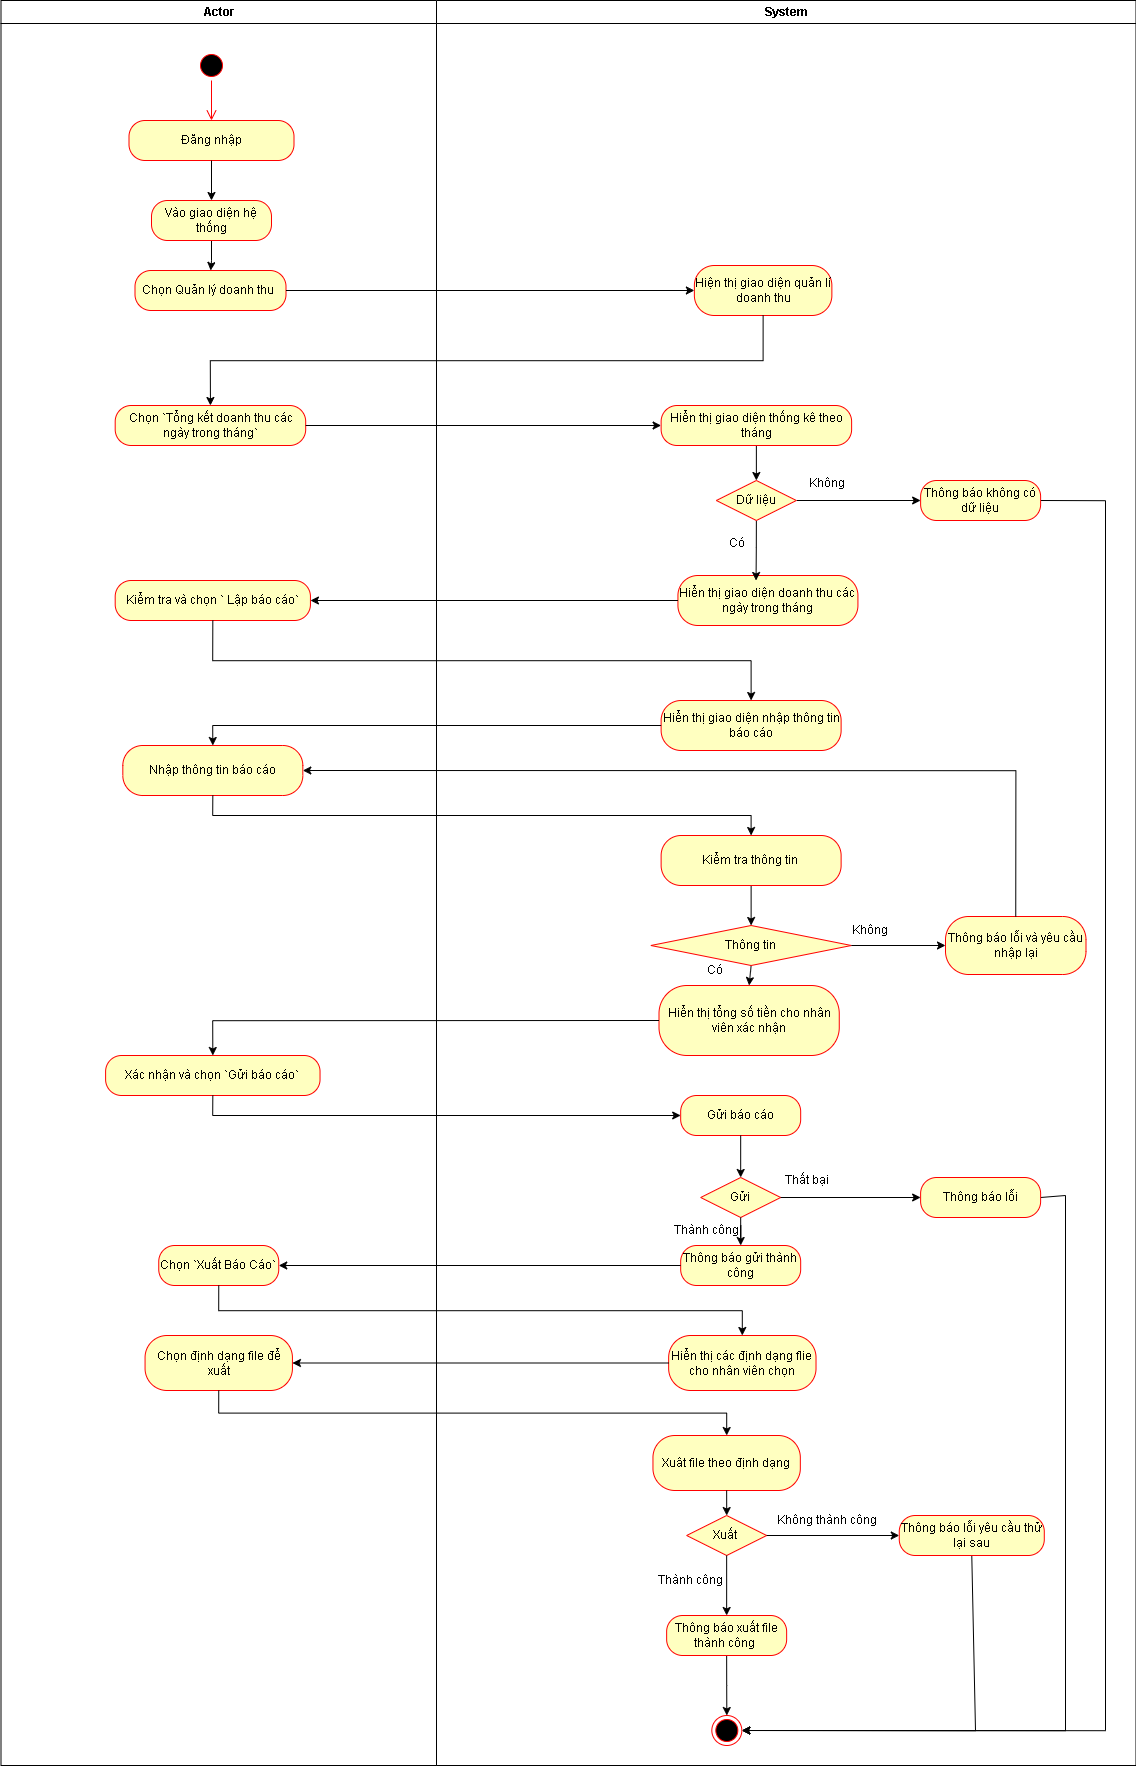 Actor
System
Đăng nhập
Vào giao diện hệ
thống
Chọn Quản lý doanh thu
Hiện thị giao diện quản lí
doanh thu
Chọn `Tổng kết doanh thu các
ngày trong tháng`
Hiển thị giao diện thống kê theo
tháng
Dữ liệu
Không
Thông báo không có
dữ liệu
Có
Kiểm tra và chọn ` Lập báo cáo`
Hiển thị giao diện doanh thu các
ngày trong tháng
Hiển thị giao diện nhập thông tin
báo cáo
Nhập thông tin báo cáo
Kiểm tra thông tin
Thông tin
Không
Thông báo lỗi và yêu cầu
nhập lại
Có
Hiển thị tổng số tiền cho nhân
viên xác nhận
Xác nhận và chọn `Gửi báo cáo`
Gửi báo cáo
Gửi
Thất bại
Thông báo lỗi
Thành công
Chọn `Xuất Báo Cáo`
Thông báo gửi thành
công
Chọn định dạng file để
xuất
Hiển thị các định dạng flie
cho nhân viên chọn
Xuât file theo định dạng
Xuất
Không thành công
Thông báo lỗi yêu cầu thử
lại sau
Thành công
Thông báo xuất file
thành công